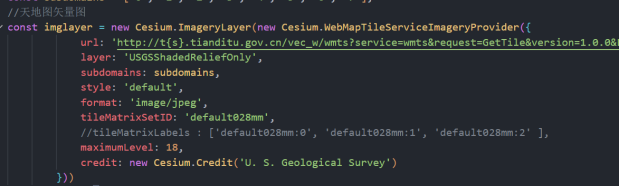 //天地图矢量图
const imglayer = new Cesium.ImageryLayer(new Cesium.WebMapTileServiceImageryProvider({
url: 'http://t{s}.tianditu.gov.cn/vec_w/wmts?service=wmts&request=GetTile&version=1.0.0&
layer: 'USGSShadedReliefOnly',
subdomains: subdomains,
style: 'default',
format: 'image/jpeg',
tileMatrixSetID: 'default028mm',
//tileMatrixLabels : ['default028mm:0', 'default028mm:1', 'default028mm:2' ],
maximumLevel: 18,
credit: new Cesium.Credit('U. S. Geological Survey')
}))